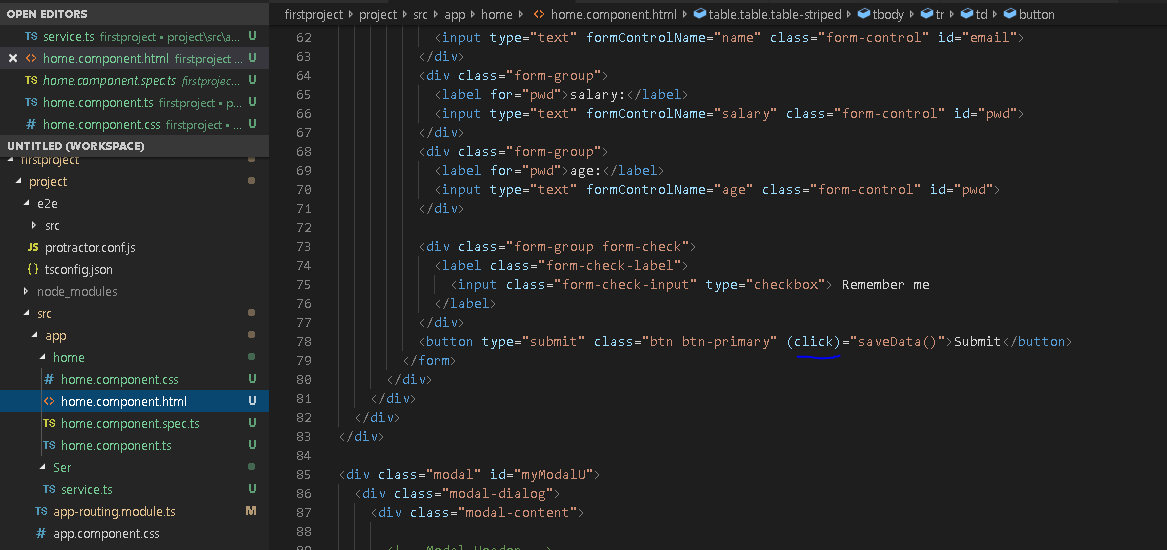 OPEN EDITORS
TS service.ts firstproject • project\src\a... U
<> home.component.html firstproject ... U
TS home.component.spec.ts firstprojec... U
TS home.component.ts firstproject • p... U
# home.component.css firstproject • ... U
UNTITLED (WORKSPACE)
firstproject
project
e2e
src
JS protractor.conf.js
{} tsconfig.json
node_modules
src
app
home
# home.component.css U
<> home.component.html U
TS home.component.spec.ts U
TS home.component.ts U
Ser
TS service.ts U
TS app-routing.module.ts M
# app.component.css
firstproject › project › src › app › home › <> home.component.html › table.table.table-striped › tbody › tr › td › button
62 <input type="text" formControlName="name" class="form-control" id="email">
63 </div>
64 <div class="form-group">
65 <label for="pwd">salary:</label>
66 <input type="text" formControlName="salary" class="form-control" id="pwd">
67 </div>
68 <div class="form-group">
69 <label for="pwd">age:</label>
70 <input type="text" formControlName="age" class="form-control" id="pwd">
71 </div>
72
73 <div class="form-group form-check">
74 <label class="form-check-label">
75 <input class="form-check-input" type="checkbox"> Remember me
76 </label>
77 </div>
78 <button type="submit" class="btn btn-primary" (click)="saveData()">Submit</button>
79 </form>
80 </div>
81 </div>
82 </div>
83 </div>
84
85 <div class="modal" id="myModalU">
86 <div class="modal-dialog">
87 <div class="modal-content">
88